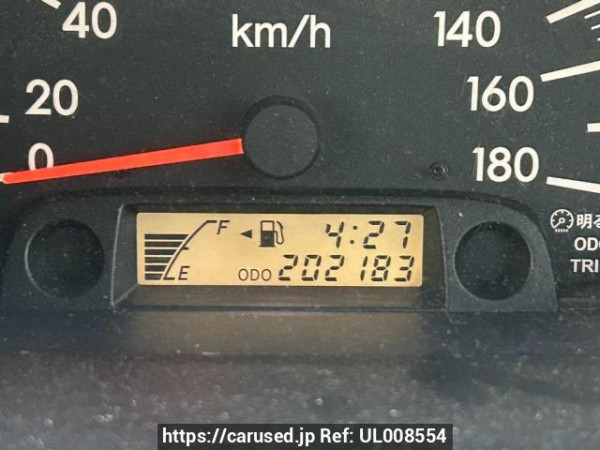 40
km/h
140
20
160
0
180
F
4:27
明る
E
ODO 202183
ODO
TRI
https://carused.jp Ref: UL008554